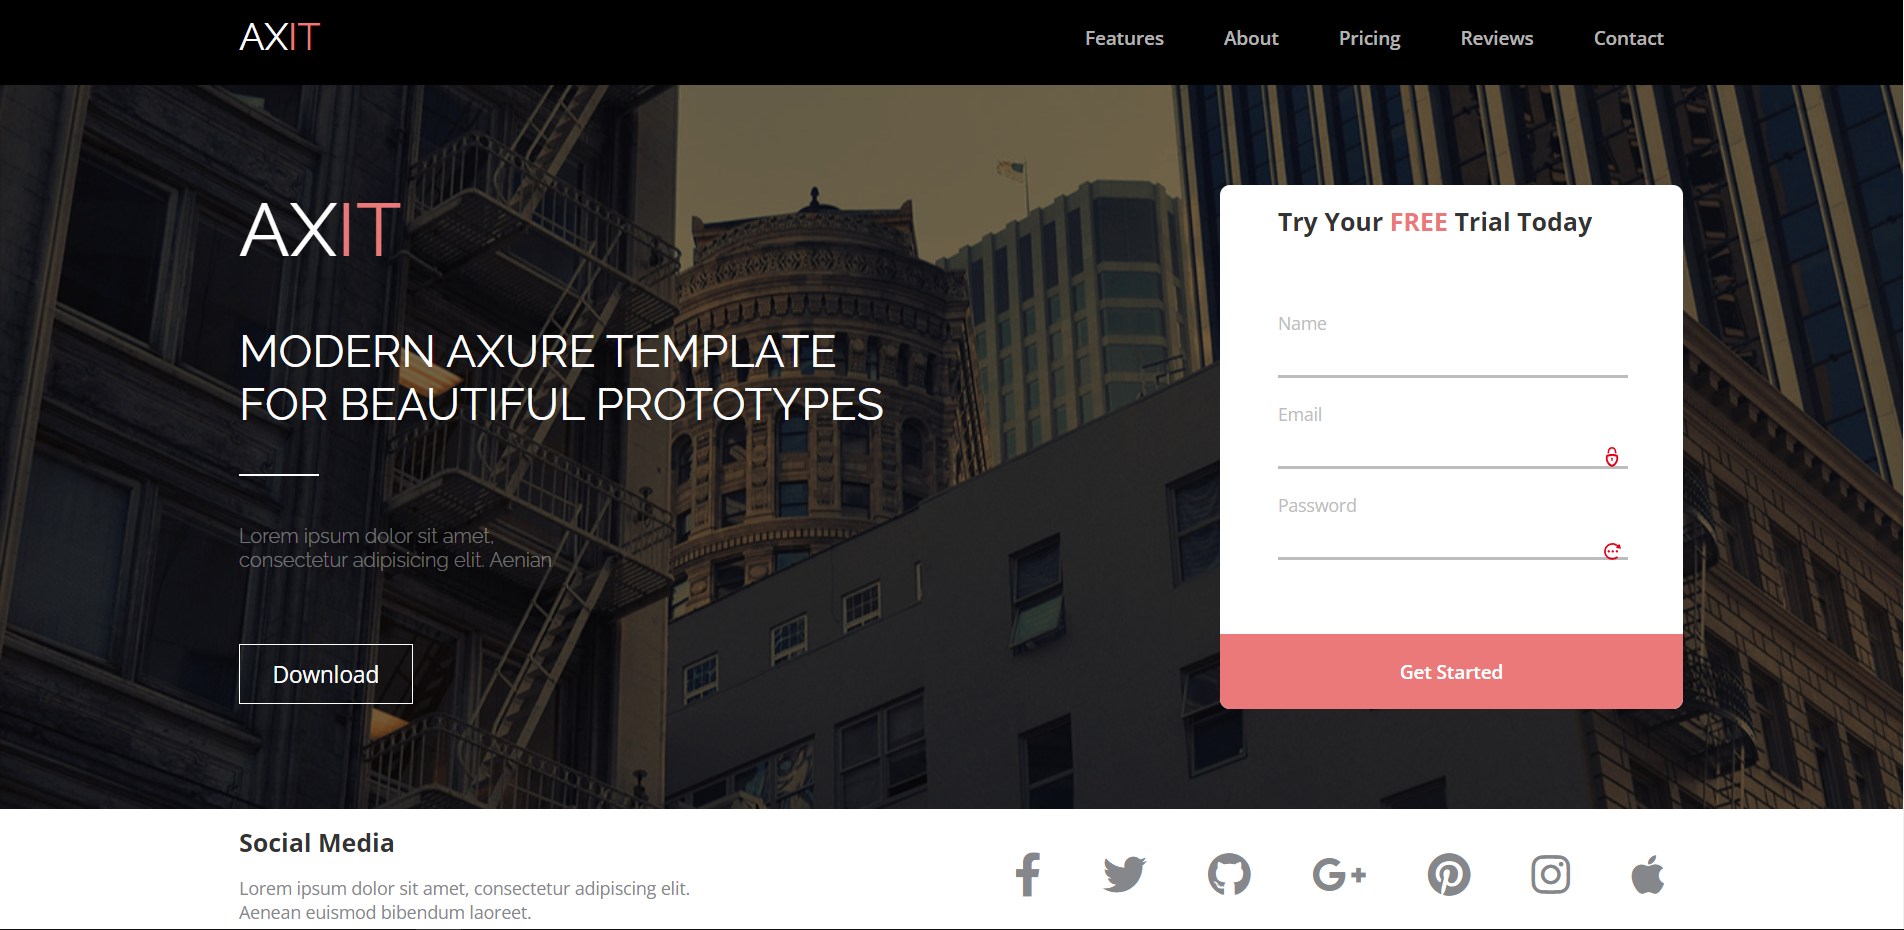 AXIT
Features About Pricing Reviews Contact
AXIT
MODERN AXURE TEMPLATE
FOR BEAUTIFUL PROTOTYPES
Lorem ipsum dolor sit amet,
consectetur adipisicing elit. Aenean
Download
Try Your FREE Trial Today
Name
Email
Password
Get Started
Social Media
Lorem ipsum dolor sit amet, consectetur adipiscing elit.
Aenean euismod bibendum laoreet.